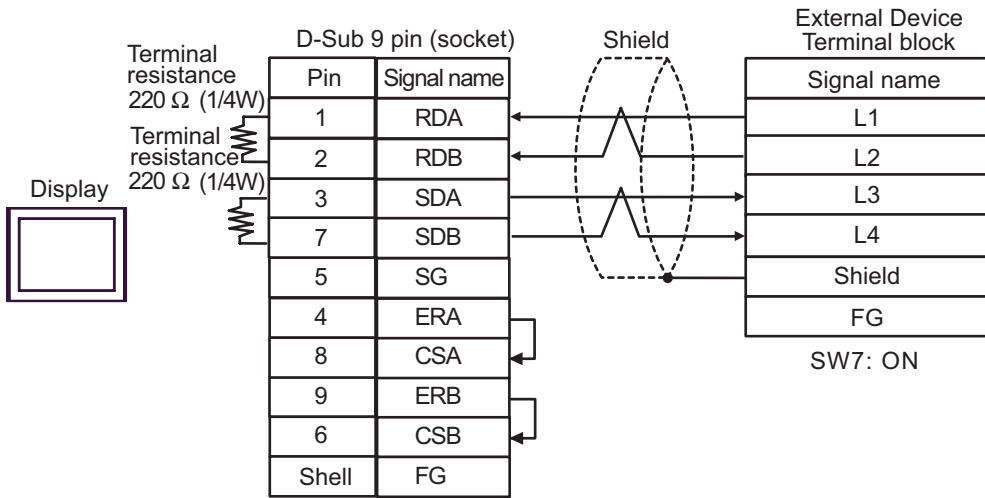 External Device
Terminal block
D-Sub 9 pin (socket)
Shield
Terminal
resistance
220 Ω (1/4W)
Terminal
resistance
220 Ω (1/4W)
Display
Pin Signal name
1 RDA
2 RDB
3 SDA
7 SDB
5 SG
4 ERA
8 CSA
9 ERB
6 CSB
Shell FG
Signal name
L1
L2
L3
L4
Shield
FG
SW7: ON